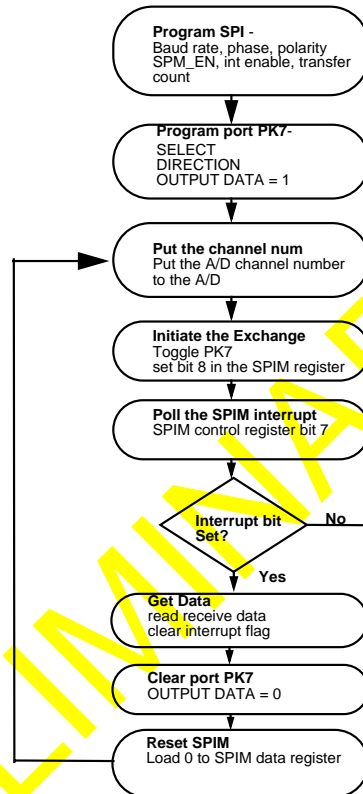 Program SPI -
Baud rate, phase, polarity
SPM_EN, int enable, transfer
count
Program port PK7-
SELECT
DIRECTION
OUTPUT DATA = 1
Put the channel num
Put the A/D channel number
to the A/D
Initiate the Exchange
Toggle PK7
set bit 8 in the SPIM register
Poll the SPIM interrupt
SPIM control register bit 7
Interrupt bit
Set?
No
Yes
Get Data
read receive data
clear interrupt flag
Clear port PK7
OUTPUT DATA = 0
Reset SPIM
Load 0 to SPIM data register